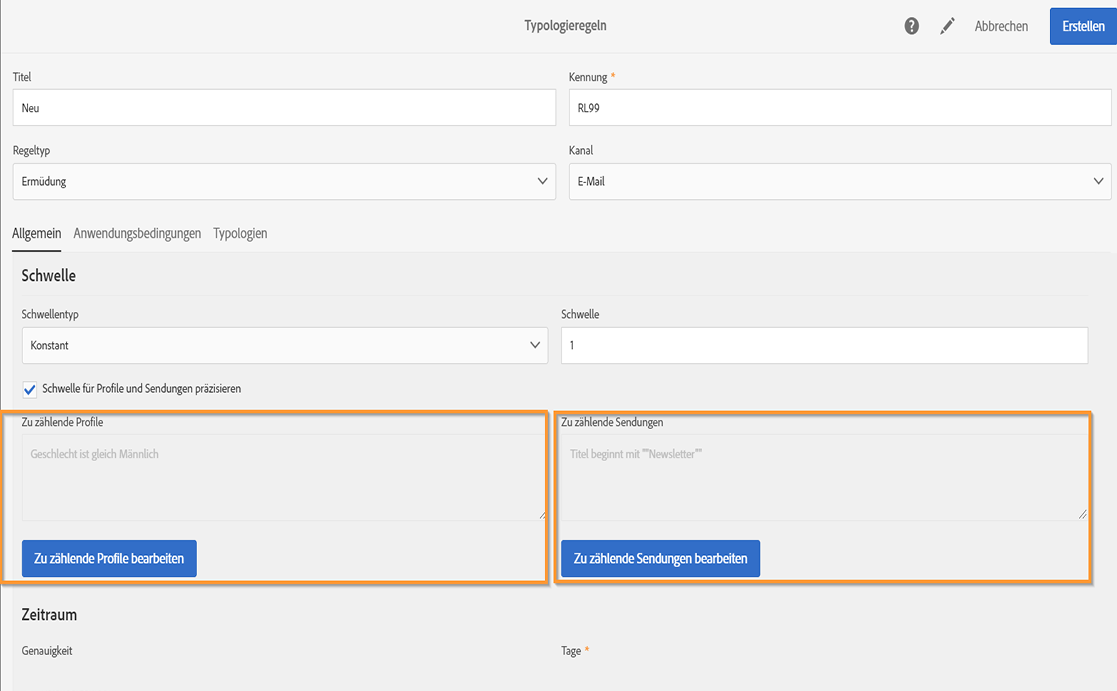 Typologieregeln
Abbrechen
Erstellen
Titel
Kennung *
Neu
RL99
Regeltyp
Kanal
Ermüdung
E-Mail
Allgemein Anwendungsbedingungen Typologien
Schwelle
Schwellentyp
Schwelle
Konstant
1
Schwelle für Profile und Sendungen präzisieren
Zu zählende Profile
Zu zählende Sendungen
Geschlecht ist gleich Männlich
Titel beginnt mit ""Newsletter""
Zu zählende Profile bearbeiten
Zu zählende Sendungen bearbeiten
Zeitraum
Genauigkeit
Tage *